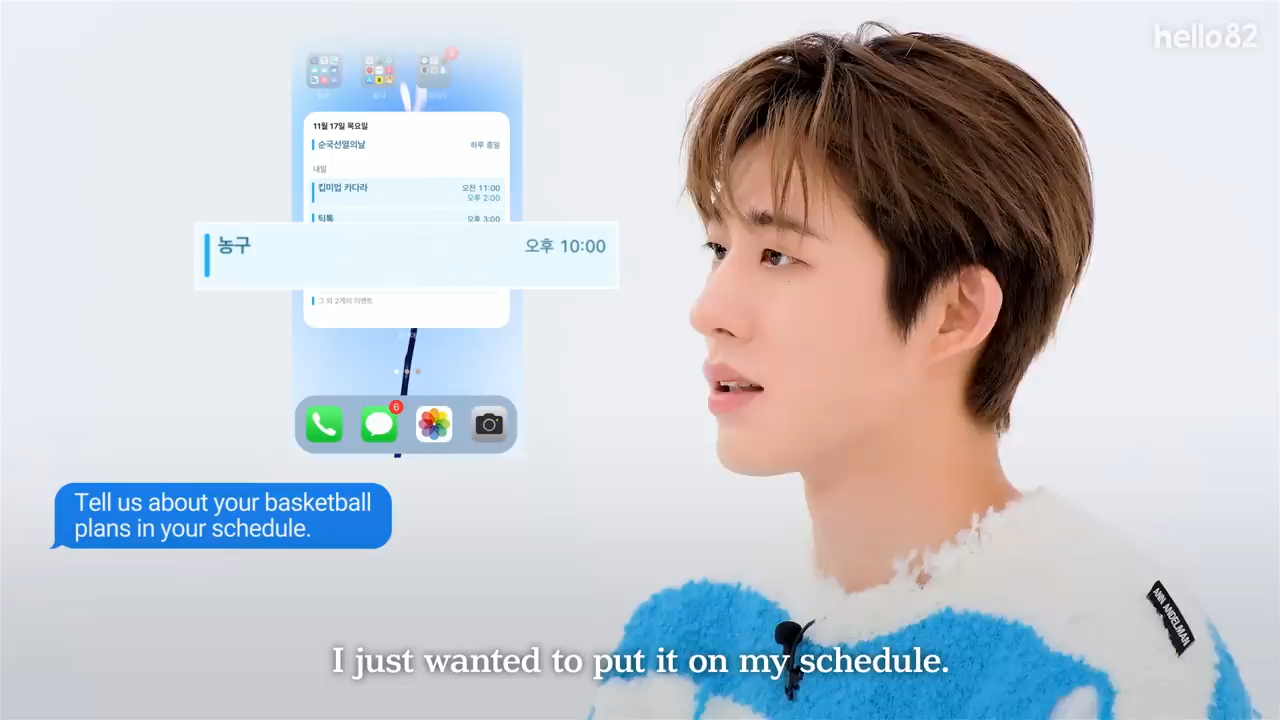 hello82
3
11월 17일 목요일
순국선열의날 하루 종일
내일
킵미업 카다라 오전 11:00
오후 2:00
틱톡 오후 3:00
농구 오후 10:00
그 외 2개의 이벤트
6
Tell us about your basketball
plans in your schedule.
ANN ANDELMAN
I just wanted to put it on my schedule.